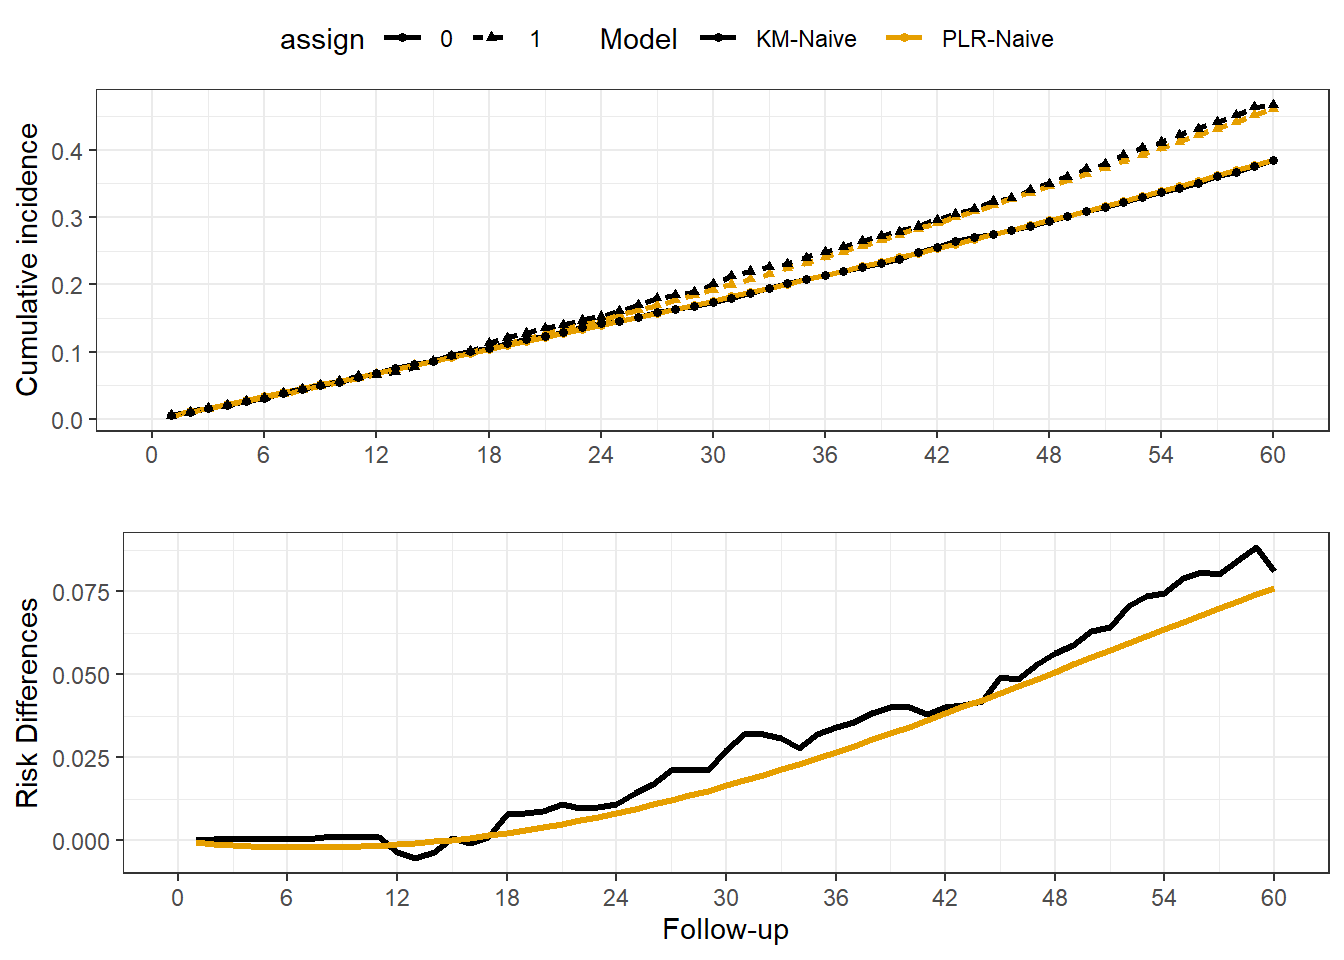 assign 0 1 Model KM-Naive PLR-Naive
Cumulative incidence
0.4
0.3
0.2
0.1
0.0
0 6 12 18 24 30 36 42 48 54 60
Risk Differences
0.075
0.050
0.025
0.000
0 6 12 18 24 30 36 42 48 54 60
Follow-up